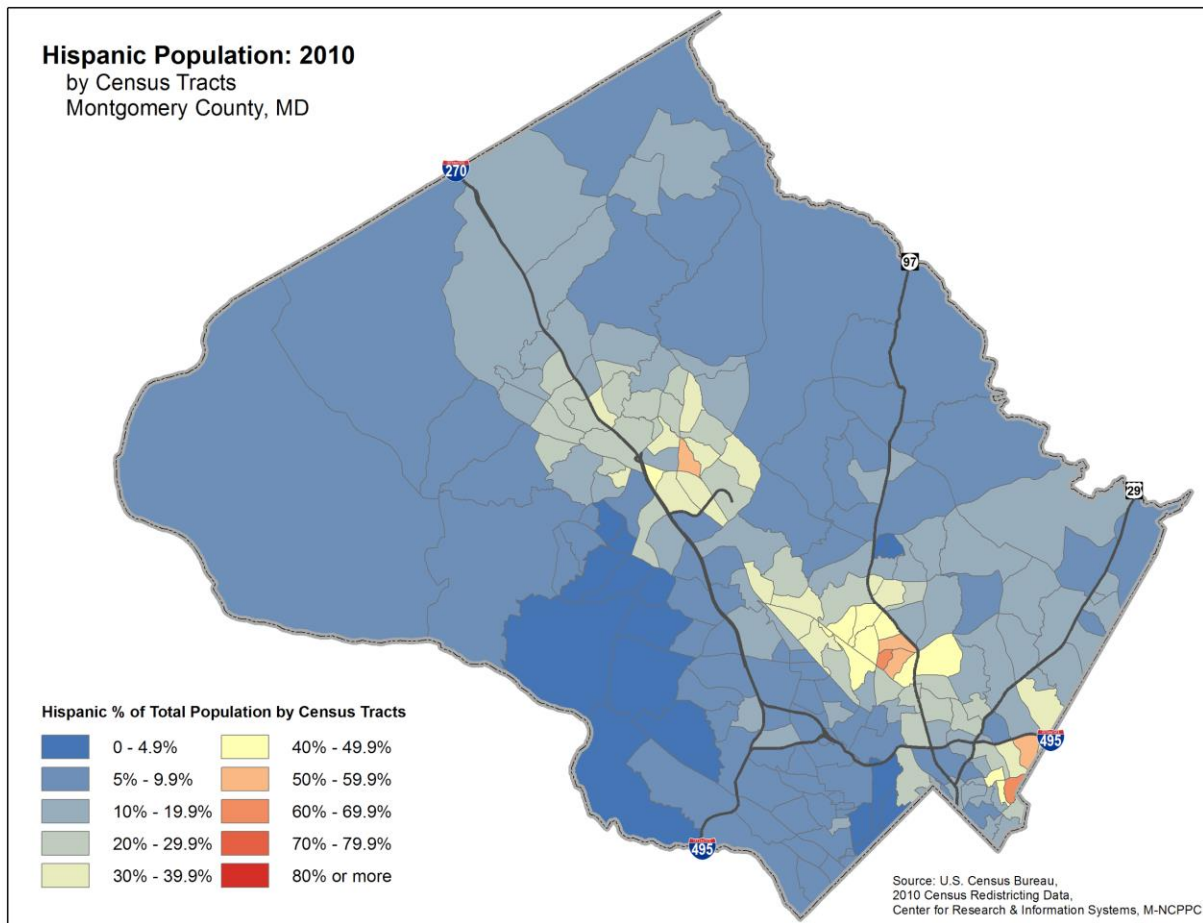 Hispanic Population: 2010
by Census Tracts
Montgomery County, MD
270
97
29
495
495
Hispanic % of Total Population by Census Tracts
0 - 4.9%
5% - 9.9%
10% - 19.9%
20% - 29.9%
30% - 39.9%
40% - 49.9%
50% - 59.9%
60% - 69.9%
70% - 79.9%
80% or more
Source: U.S. Census Bureau,
2010 Census Redistricting Data,
Center for Research & Information Systems, M-NCPPC